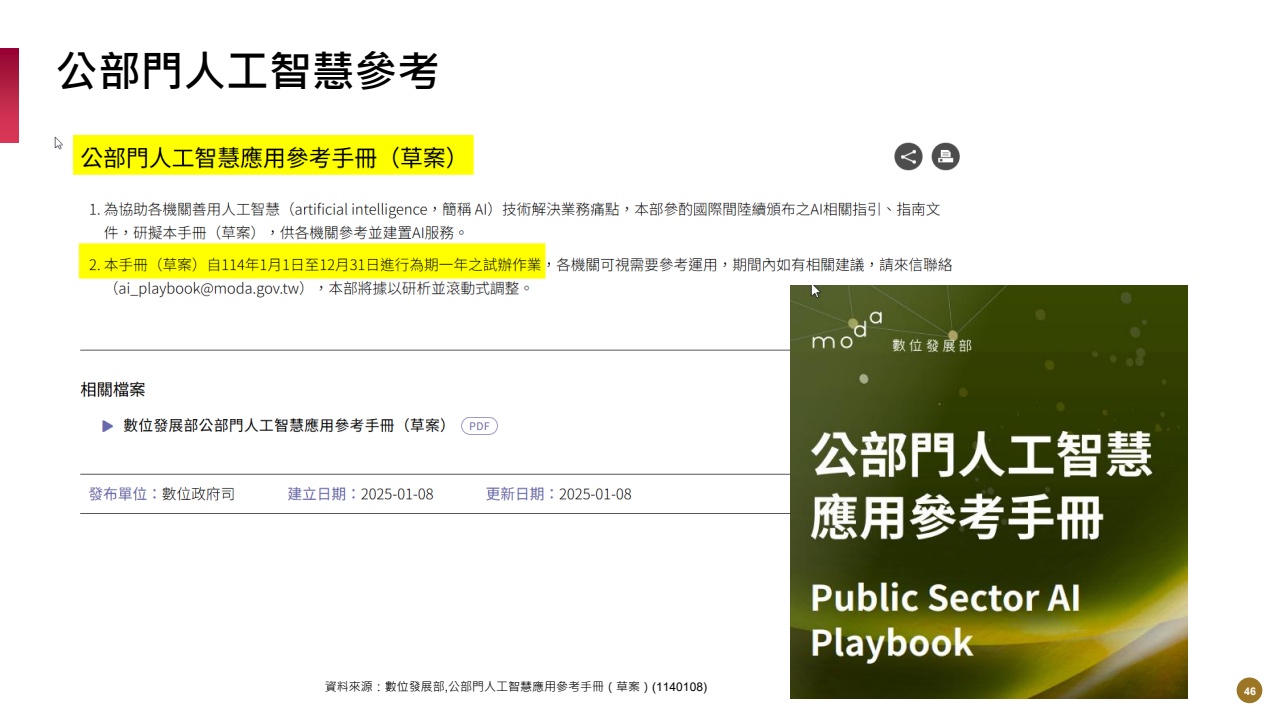 公部門人工智慧參考
公部門人工智慧應用參考手冊（草案）
1. 為協助各機關善用人工智慧（artificial intelligence，簡稱 AI）技術解決業務痛點，本部參酌國際間陸續頒布之AI相關指引、指南文
件，研擬本手冊（草案），供各機關參考並建置AI服務。
2. 本手冊（草案）自114年1月1日至12月31日進行為期一年之試辦作業，各機關可視需要參考運用，期間內如有相關建議，請來信聯絡
（ai_playbook@moda.gov.tw），本部將據以研析並滾動式調整。
相關檔案
數位發展部公部門人工智慧應用參考手冊（草案） PDF
發布單位：數位政府司 建立日期：2025-01-08 更新日期：2025-01-08
moda 數位發展部
公部門人工智慧
應用參考手冊
Public Sector AI
Playbook
資料來源：數位發展部,公部門人工智慧應用參考手冊（草案）(1140108)
46